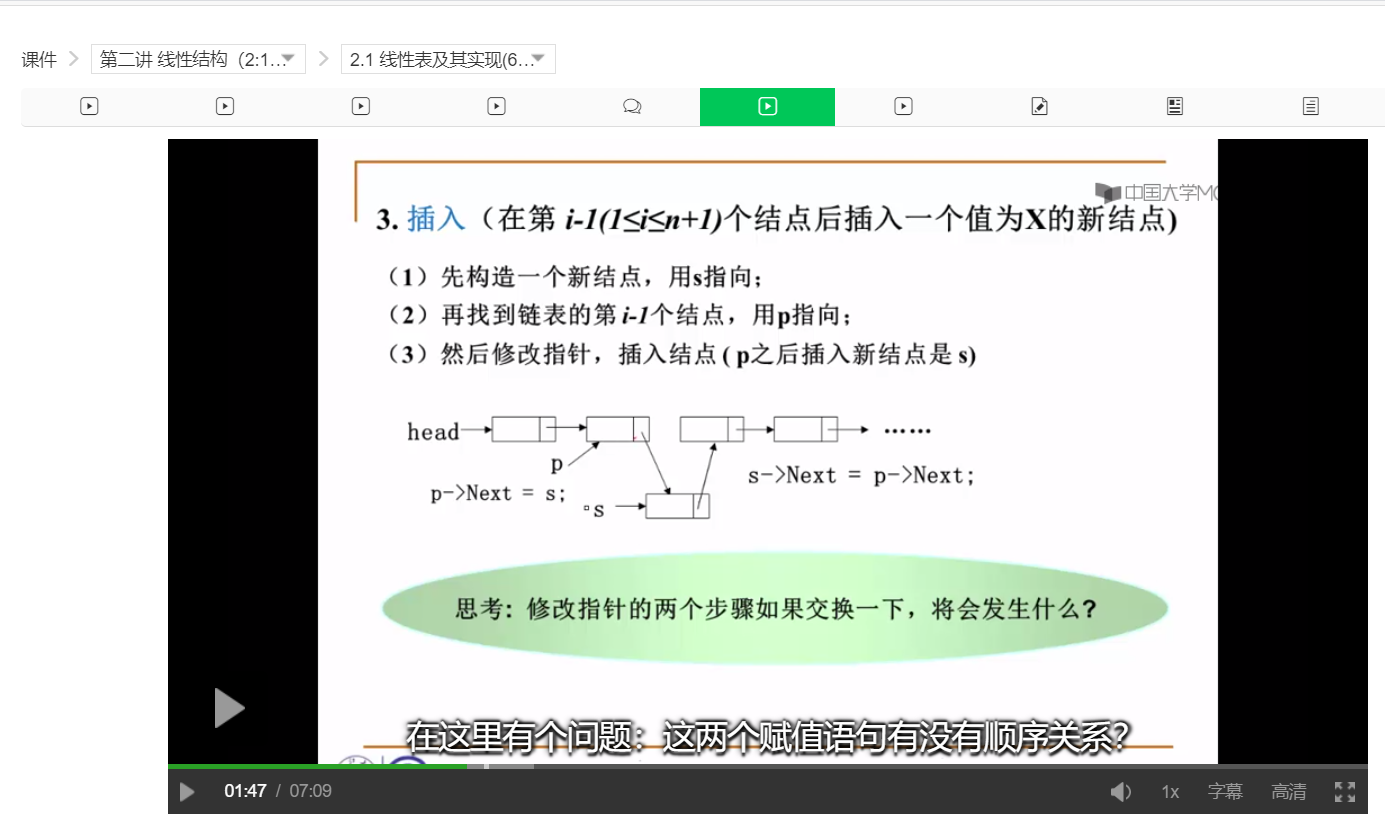 课件 第二讲 线性结构（2:1... 2.1 线性表及其实现(6...
中国大学MO
3. 插入（在第 i-1(1≤i≤n+1)个结点后插入一个值为X的新结点)
（1）先构造一个新结点，用s指向；
（2）再找到链表的第i-1个结点，用p指向；
（3）然后修改指针，插入结点( p之后插入新结点是 s)
head
……
p
s->Next = p->Next;
p->Next = s;
s
思考：修改指针的两个步骤如果交换一下，将会发生什么?
在这里有个问题：这两个赋值语句有没有顺序关系？
01:47 / 07:09 1x 字幕 高清